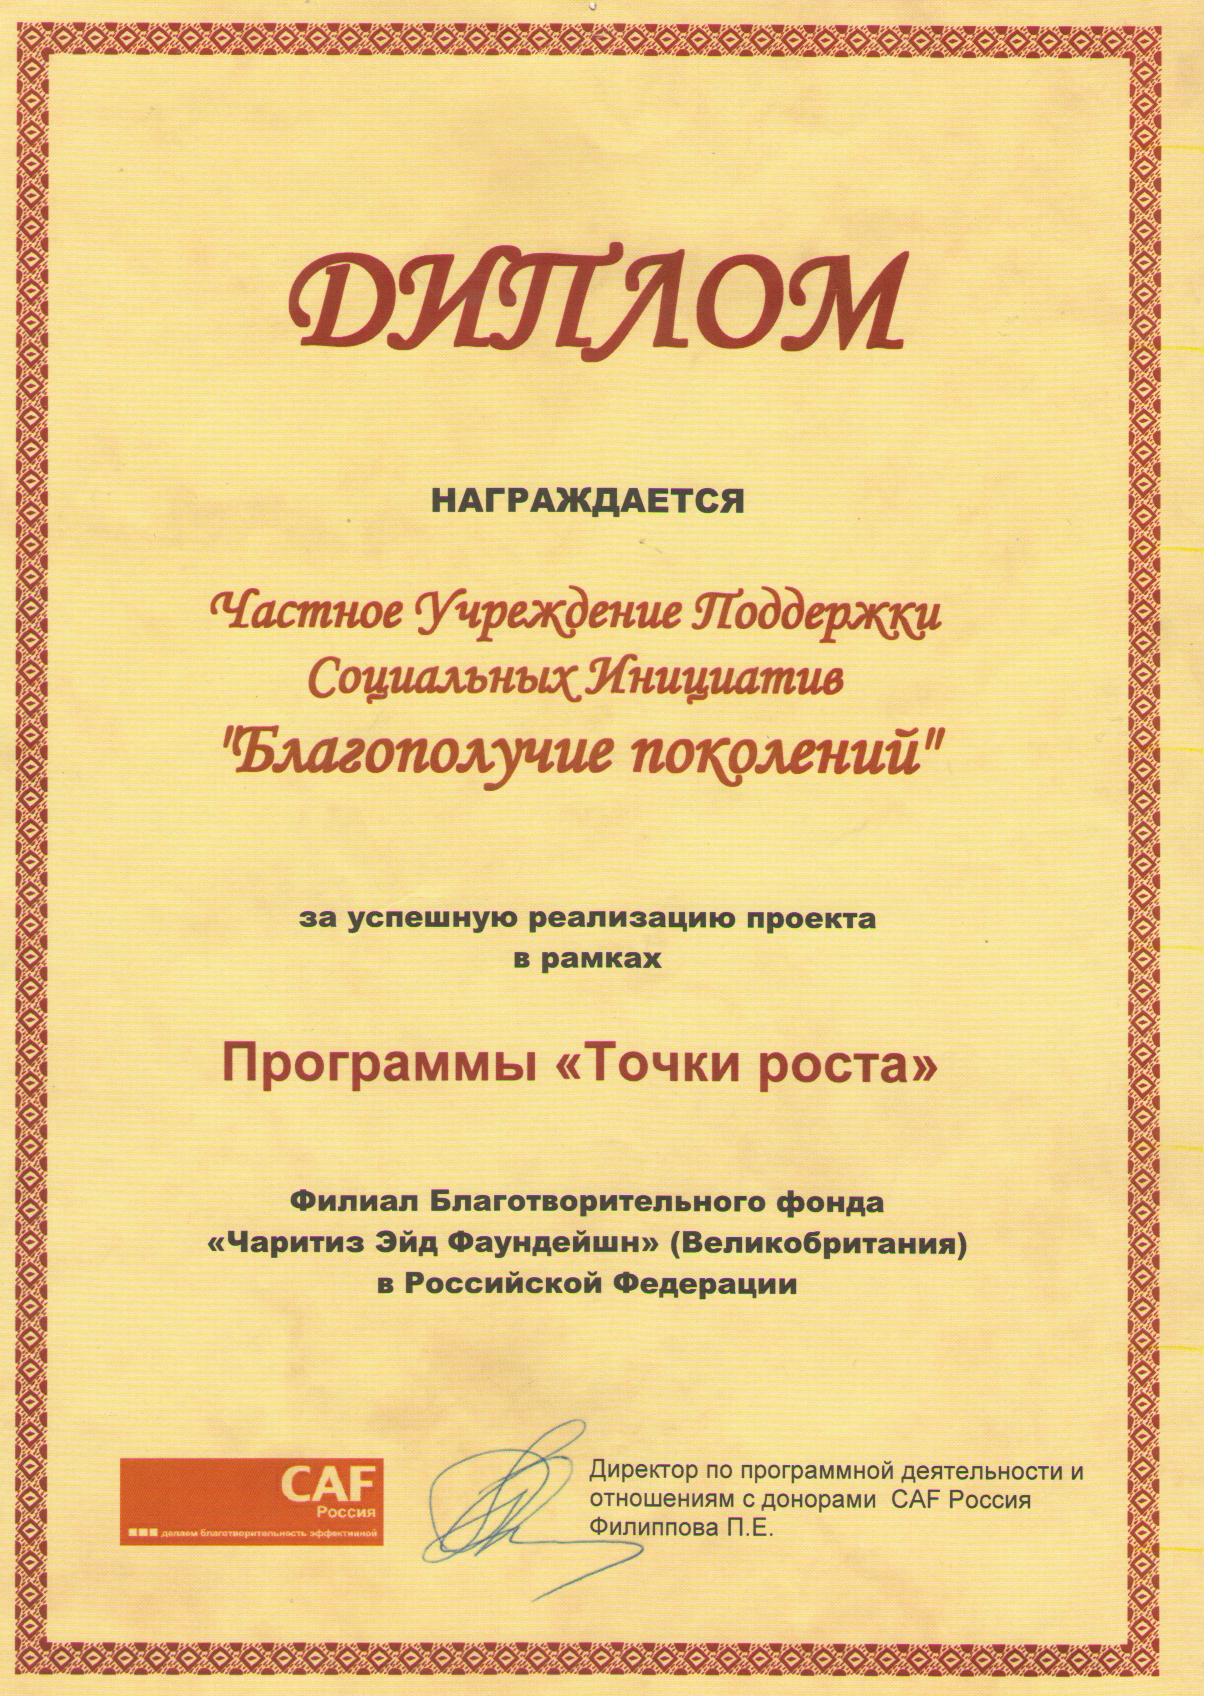 ДИПЛОМ
НАГРАЖДАЕТСЯ
Частное Учреждение Поддержки
Социальных Инициатив
"Благополучие поколений"
за успешную реализацию проекта
в рамках
Программы «Точки роста»
Филиал Благотворительного фонда
«Чаритиз Эйд Фаундейшн» (Великобритания)
в Российской Федерации
CAF
Россия
делаем благотворительность эффективной
Директор по программной деятельности и
отношениям с донорами CAF Россия
Филиппова П.Е.